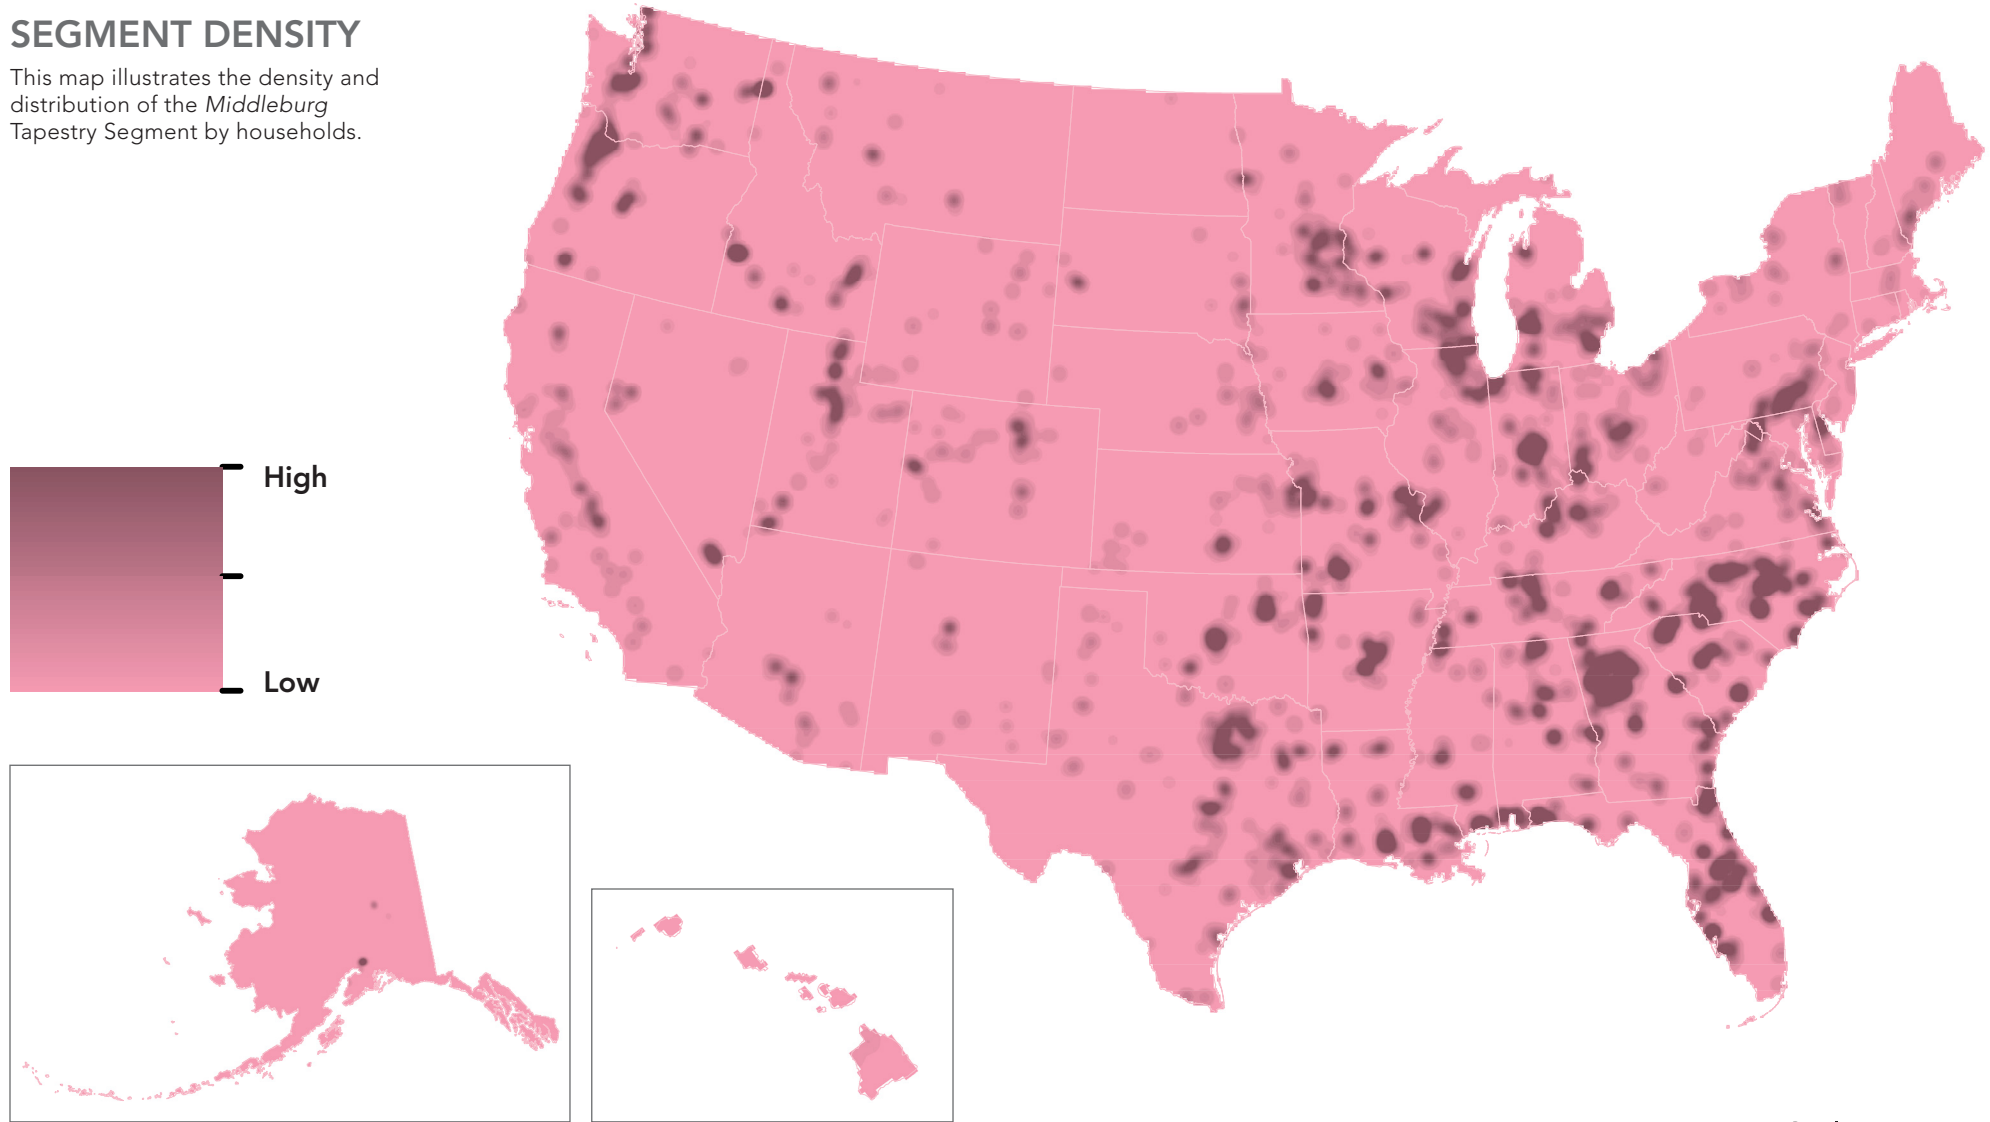 SEGMENT DENSITY
This map illustrates the density and
distribution of the Middleburg
Tapestry Segment by households.
High
Low